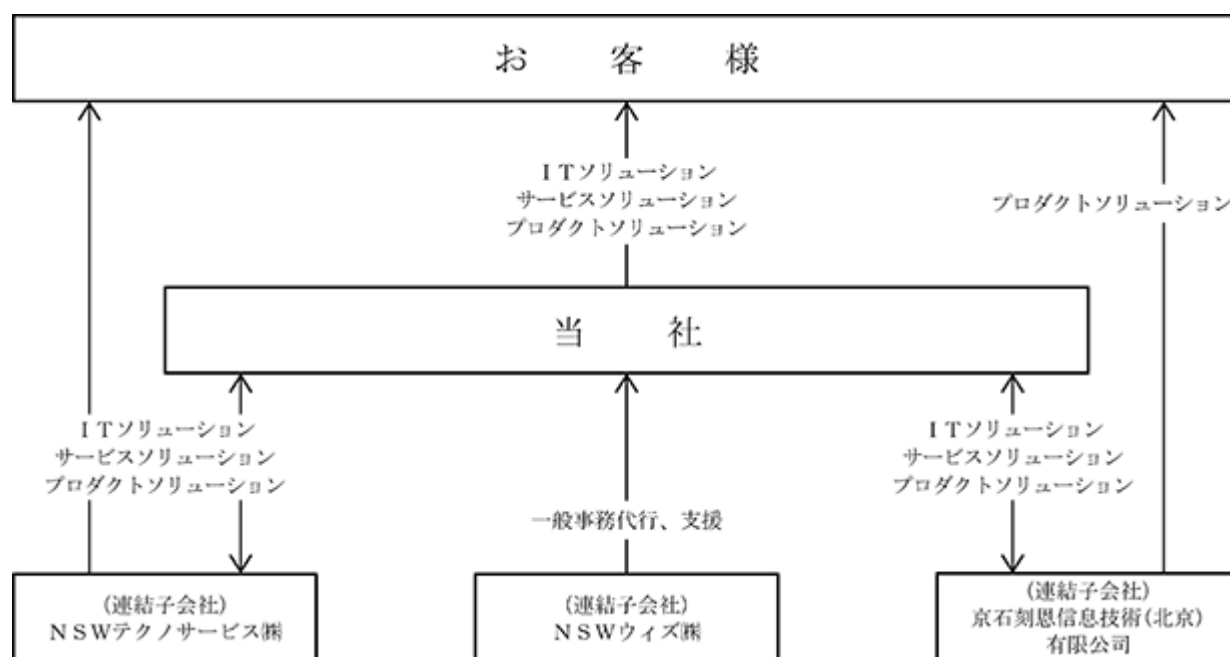 お客様
ＩＴソリューション
サービスソリューション
プロダクトソリューション
プロダクトソリューション
当社
ＩＴソリューション
サービスソリューション
プロダクトソリューション
一般事務代行、支援
ＩＴソリューション
サービスソリューション
プロダクトソリューション
(連結子会社)
ＮＳＷテクノサービス㈱
(連結子会社)
ＮＳＷウィズ㈱
(連結子会社)
京石刻恩信息技術(北京)
有限公司